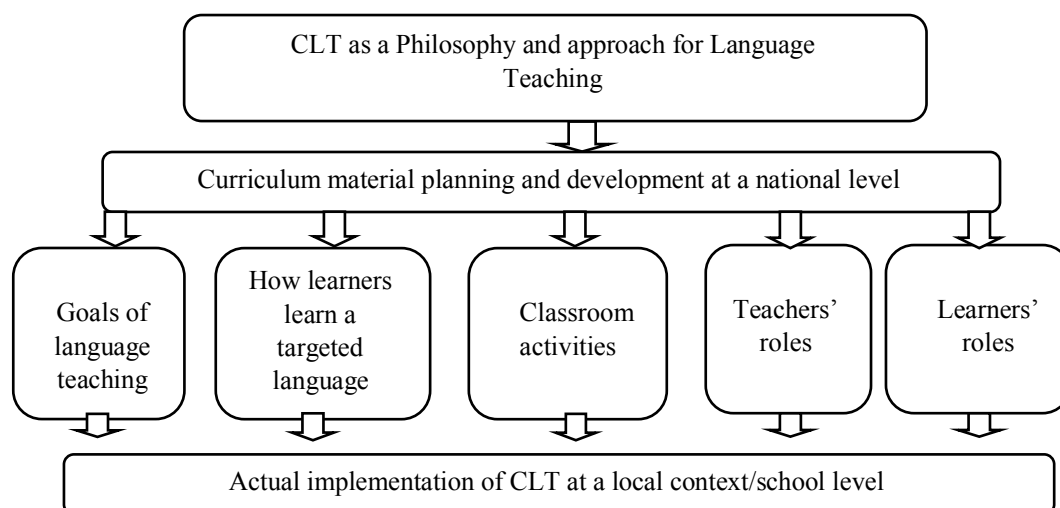 CLT as a Philosophy and approach for Language
Teaching
Curriculum material planning and development at a national level
Goals of
language
teaching
How learners
learn a
targeted
language
Classroom
activities
Teachers’
roles
Learners’
roles
Actual implementation of CLT at a local context/school level